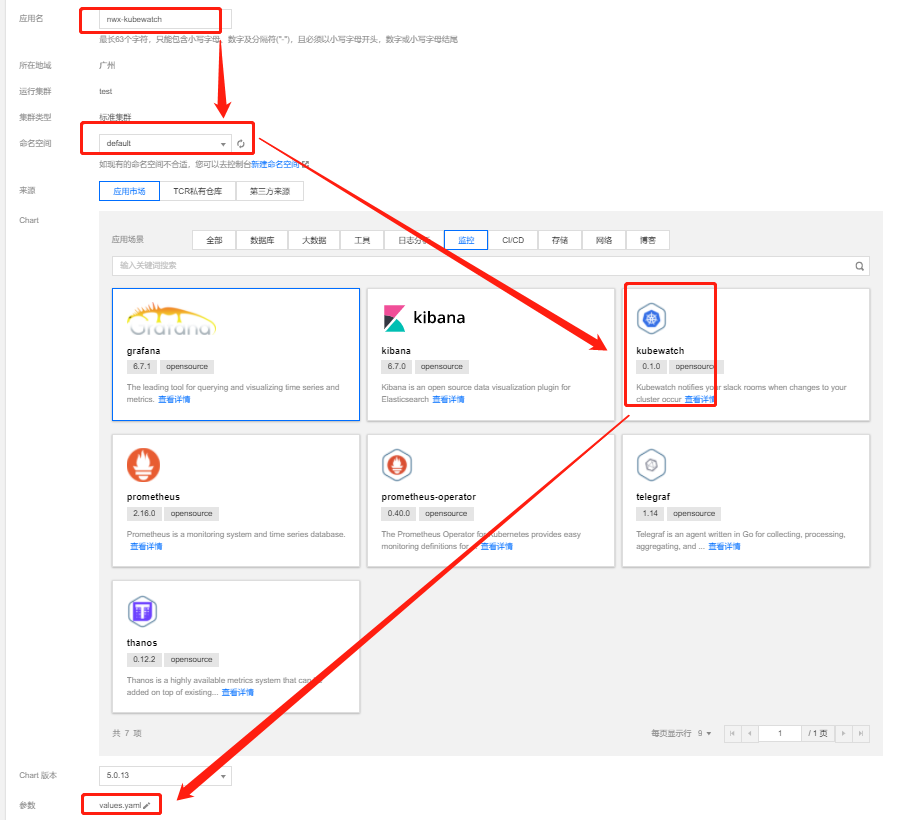 应用名 nwx-kubewatch
最长63个字符，只能包含小写字母、数字及分隔符("-")，且必须以小写字母开头，数字或小写字母结尾
所在地域 广州
运行集群 test
集群类型 标准集群
命名空间 default
如现有的命名空间不合适，您可以去控制台新建命名空间
来源 应用市场 TCR私有仓库 第三方来源
Chart
应用场景 全部 数据库 大数据 工具 日志分析 监控 CI/CD 存储 网络 博客
输入关键词搜索
Grafana
grafana
6.7.1 opensource
The leading tool for querying and visualizing time series and
metrics. 查看详情
kibana
kibana
6.7.0 opensource
Kibana is an open source data visualization plugin for
Elasticsearch 查看详情
kubewatch
0.1.0 opensource
Kubewatch notifies your slack rooms when changes to your
cluster occur 查看详情
prometheus
2.16.0 opensource
Prometheus is a monitoring system and time series database.
查看详情
prometheus-operator
0.40.0 opensource
The Prometheus Operator for Kubernetes provides easy
monitoring definitions for... 查看详情
telegraf
1.14 opensource
Telegraf is an agent written in Go for collecting, processing,
aggregating, and ... 查看详情
T
thanos
0.12.2 opensource
Thanos is a highly available metrics system that can be
added on top of existing... 查看详情
共 7 项 每页显示行 9 1 / 1 页
Chart 版本 5.0.13
参数 values.yaml